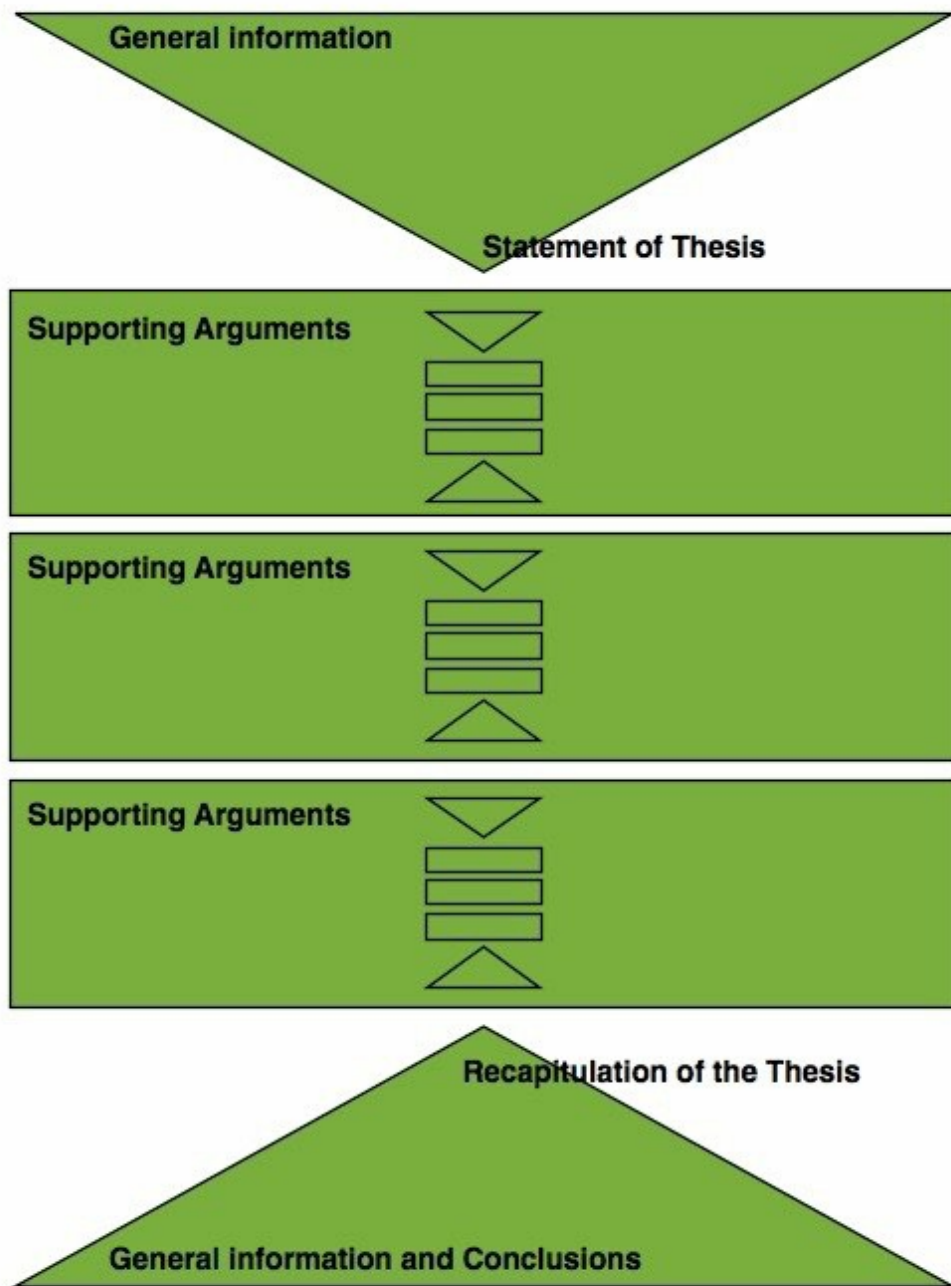 General information
Statement of Thesis
Supporting Arguments
Supporting Arguments
Supporting Arguments
Recapitulation of the Thesis
General information and Conclusions